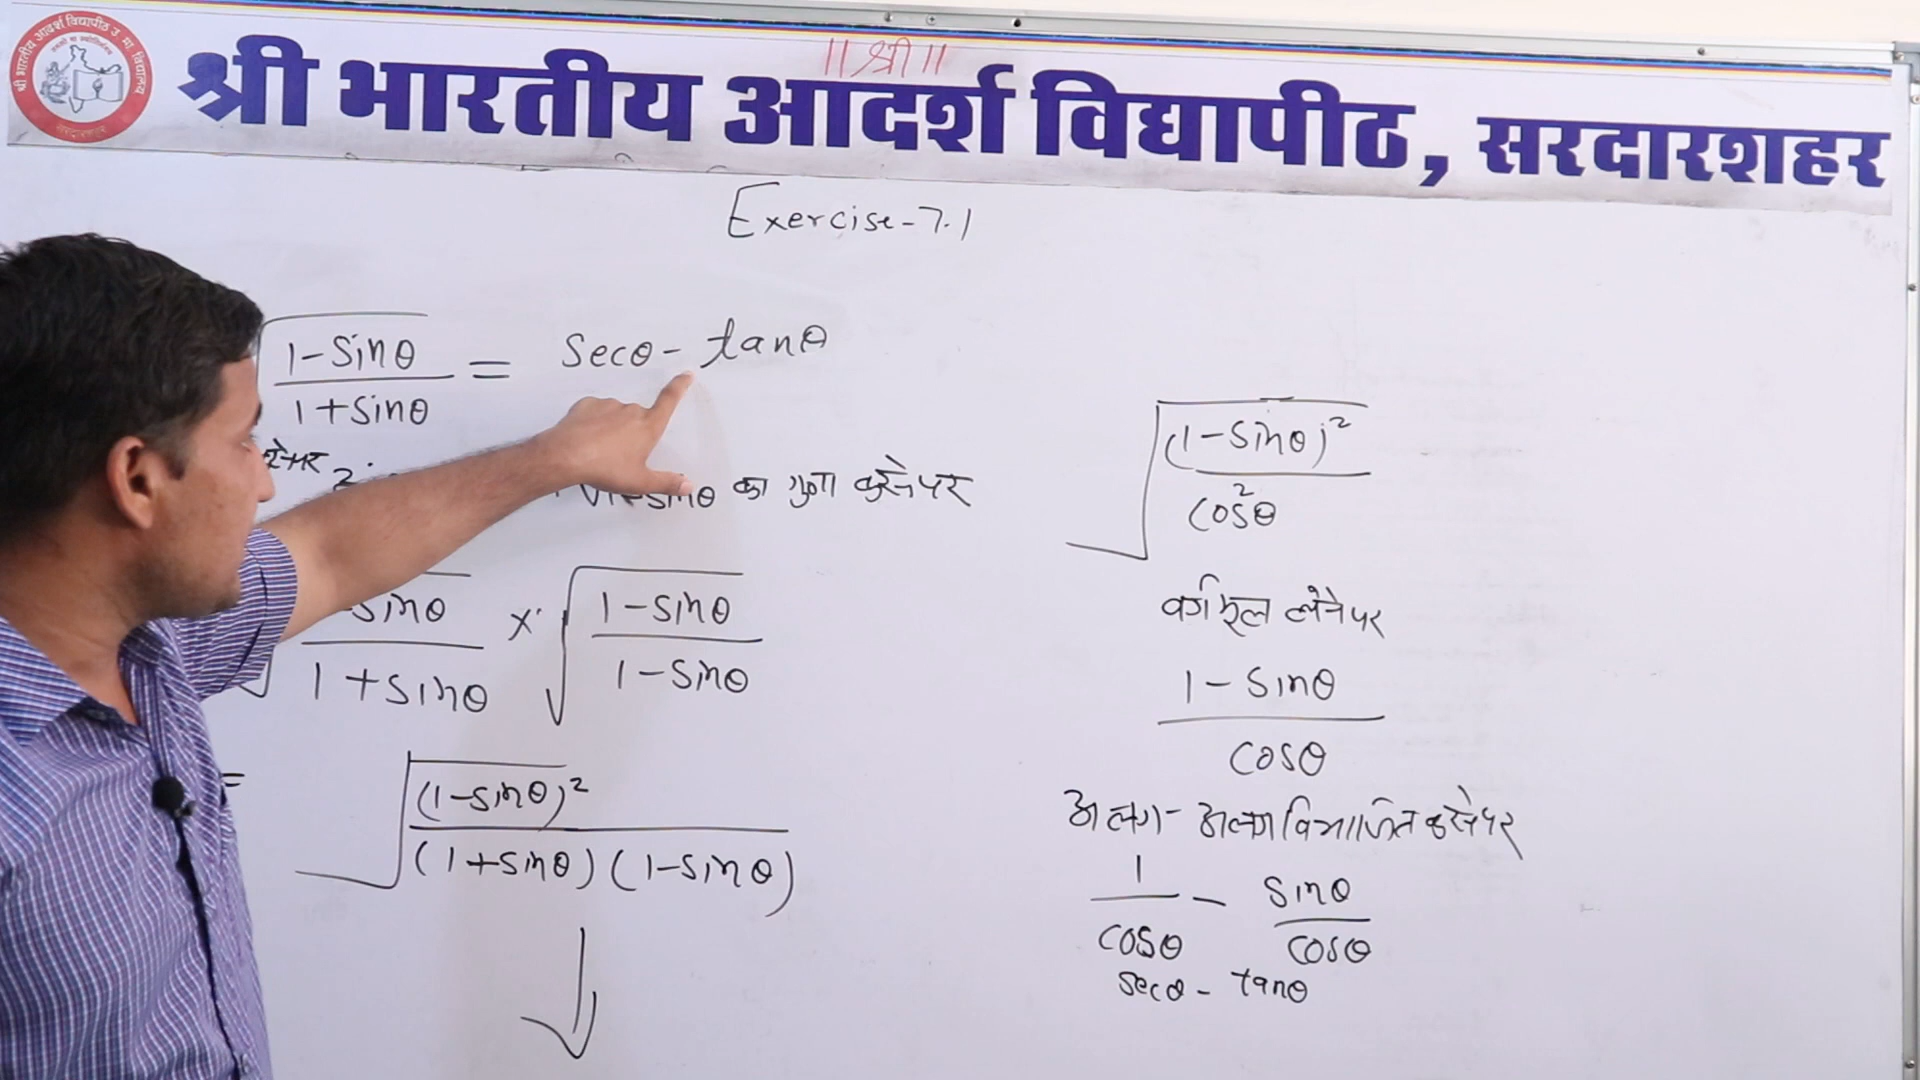 ॥ श्री ॥
श्री भारतीय आदर्श विद्यापीठ, सरदारशहर
Exercise-7.1
1-sinθ / 1+sinθ = secθ - tanθ
का गुणा करने पर
sinθ / 1+sinθ × √ 1-sinθ / 1-sinθ
= √ (1-sinθ)² / (1+sinθ)(1-sinθ)
√ (1-sinθ)² / cos²θ
वर्गमूल लेने पर
1-sinθ / cosθ
अलग-अलग विभाजित करने पर
1 / cosθ - sinθ / cosθ
secθ - tanθ